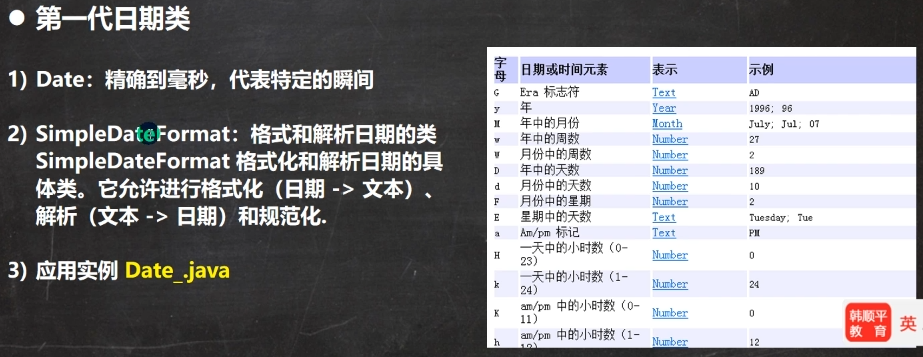 ● 第一代日期类
1) Date：精确到毫秒，代表特定的瞬间
2) SimpleDateFormat：格式和解析日期的类
SimpleDateFormat 格式化和解析日期的具
体类。它允许进行格式化（日期 -> 文本）、
解析（文本 -> 日期）和规范化.
3) 应用实例 Date_.java
字母 日期或时间元素 表示 示例
G Era 标志符 Text AD
y 年 Year 1996; 96
M 年中的月份 Month July; Jul; 07
w 年中的周数 Number 27
W 月份中的周数 Number 2
D 年中的天数 Number 189
d 月份中的天数 Number 10
F 月份中的星期 Number 2
E 星期中的天数 Text Tuesday; Tue
a Am/pm 标记 Text PM
H 一天中的小时数（0-
23） Number 0
k 一天中的小时数（1-
24） Number 24
K am/pm 中的小时数（0-
11） Number 0
h am/pm 中的小时数（1-
Number 12
韩顺平
教育
英